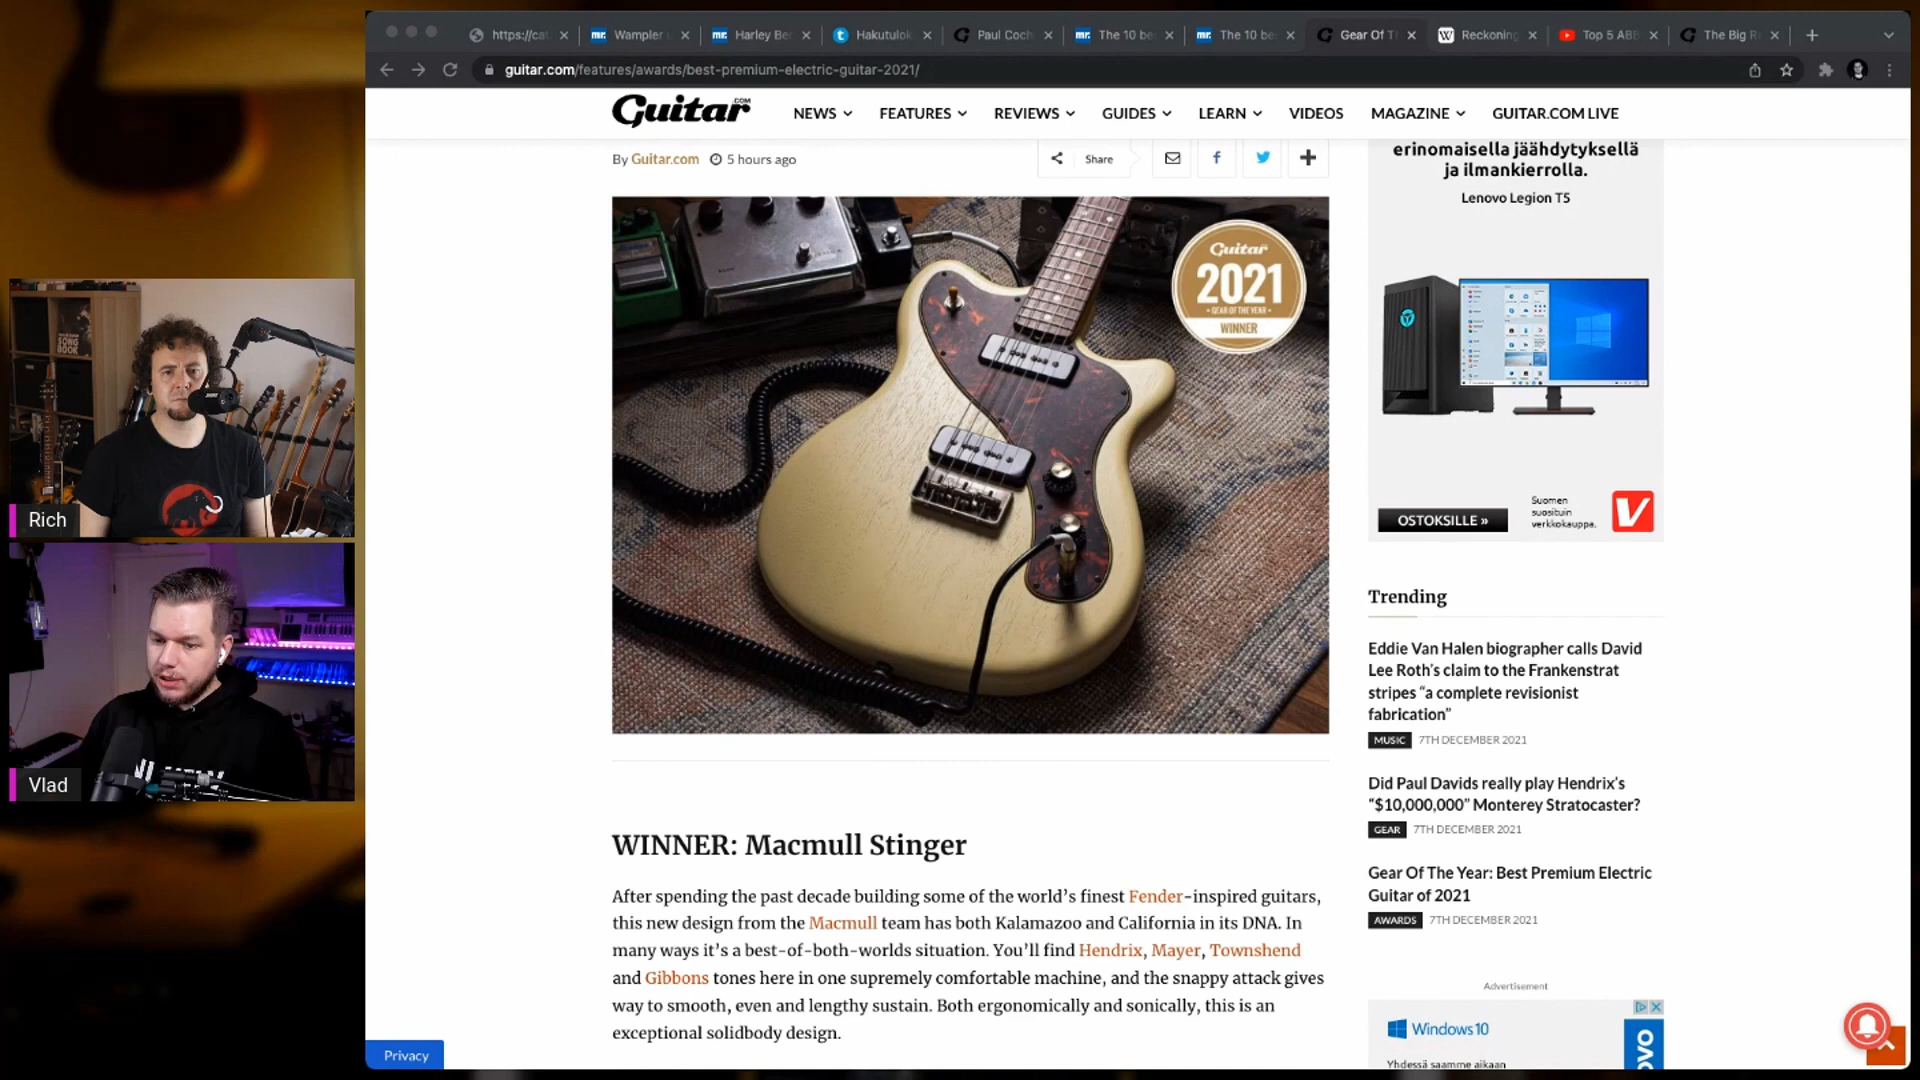 https://cat
Wampler
Harley Be
Hakutulok
Paul Coch
The 10 be
The 10 be
Gear Of T
Reckoning
Top 5 ABB
The Big R
guitar.com/features/awards/best-premium-electric-guitar-2021/
Guitar.COM
NEWS
FEATURES
REVIEWS
GUIDES
LEARN
VIDEOS
MAGAZINE
GUITAR.COM LIVE
By Guitar.com 5 hours ago
Share
Guitar
2021
GEAR OF THE YEAR
WINNER
erinomaisella jäähdytyksellä
ja ilmankierrolla.
Lenovo Legion T5
OSTOKSILLE »
Suomen
suosituin
verkkokauppa.
V
Rich
Vlad
Trending
Eddie Van Halen biographer calls David
Lee Roth’s claim to the Frankenstrat
stripes “a complete revisionist
fabrication”
MUSIC 7TH DECEMBER 2021
Did Paul Davids really play Hendrix’s
“$10,000,000” Monterey Stratocaster?
GEAR 7TH DECEMBER 2021
Gear Of The Year: Best Premium Electric
Guitar of 2021
AWARDS 7TH DECEMBER 2021
Advertisement
Windows 10
Yhdessä saamme aikaan
WINNER: Macmull Stinger
After spending the past decade building some of the world’s finest Fender-inspired guitars,
this new design from the Macmull team has both Kalamazoo and California in its DNA. In
many ways it’s a best-of-both-worlds situation. You’ll find Hendrix, Mayer, Townshend
and Gibbons tones here in one supremely comfortable machine, and the snappy attack gives
way to smooth, even and lengthy sustain. Both ergonomically and sonically, this is an
exceptional solidbody design.
Privacy